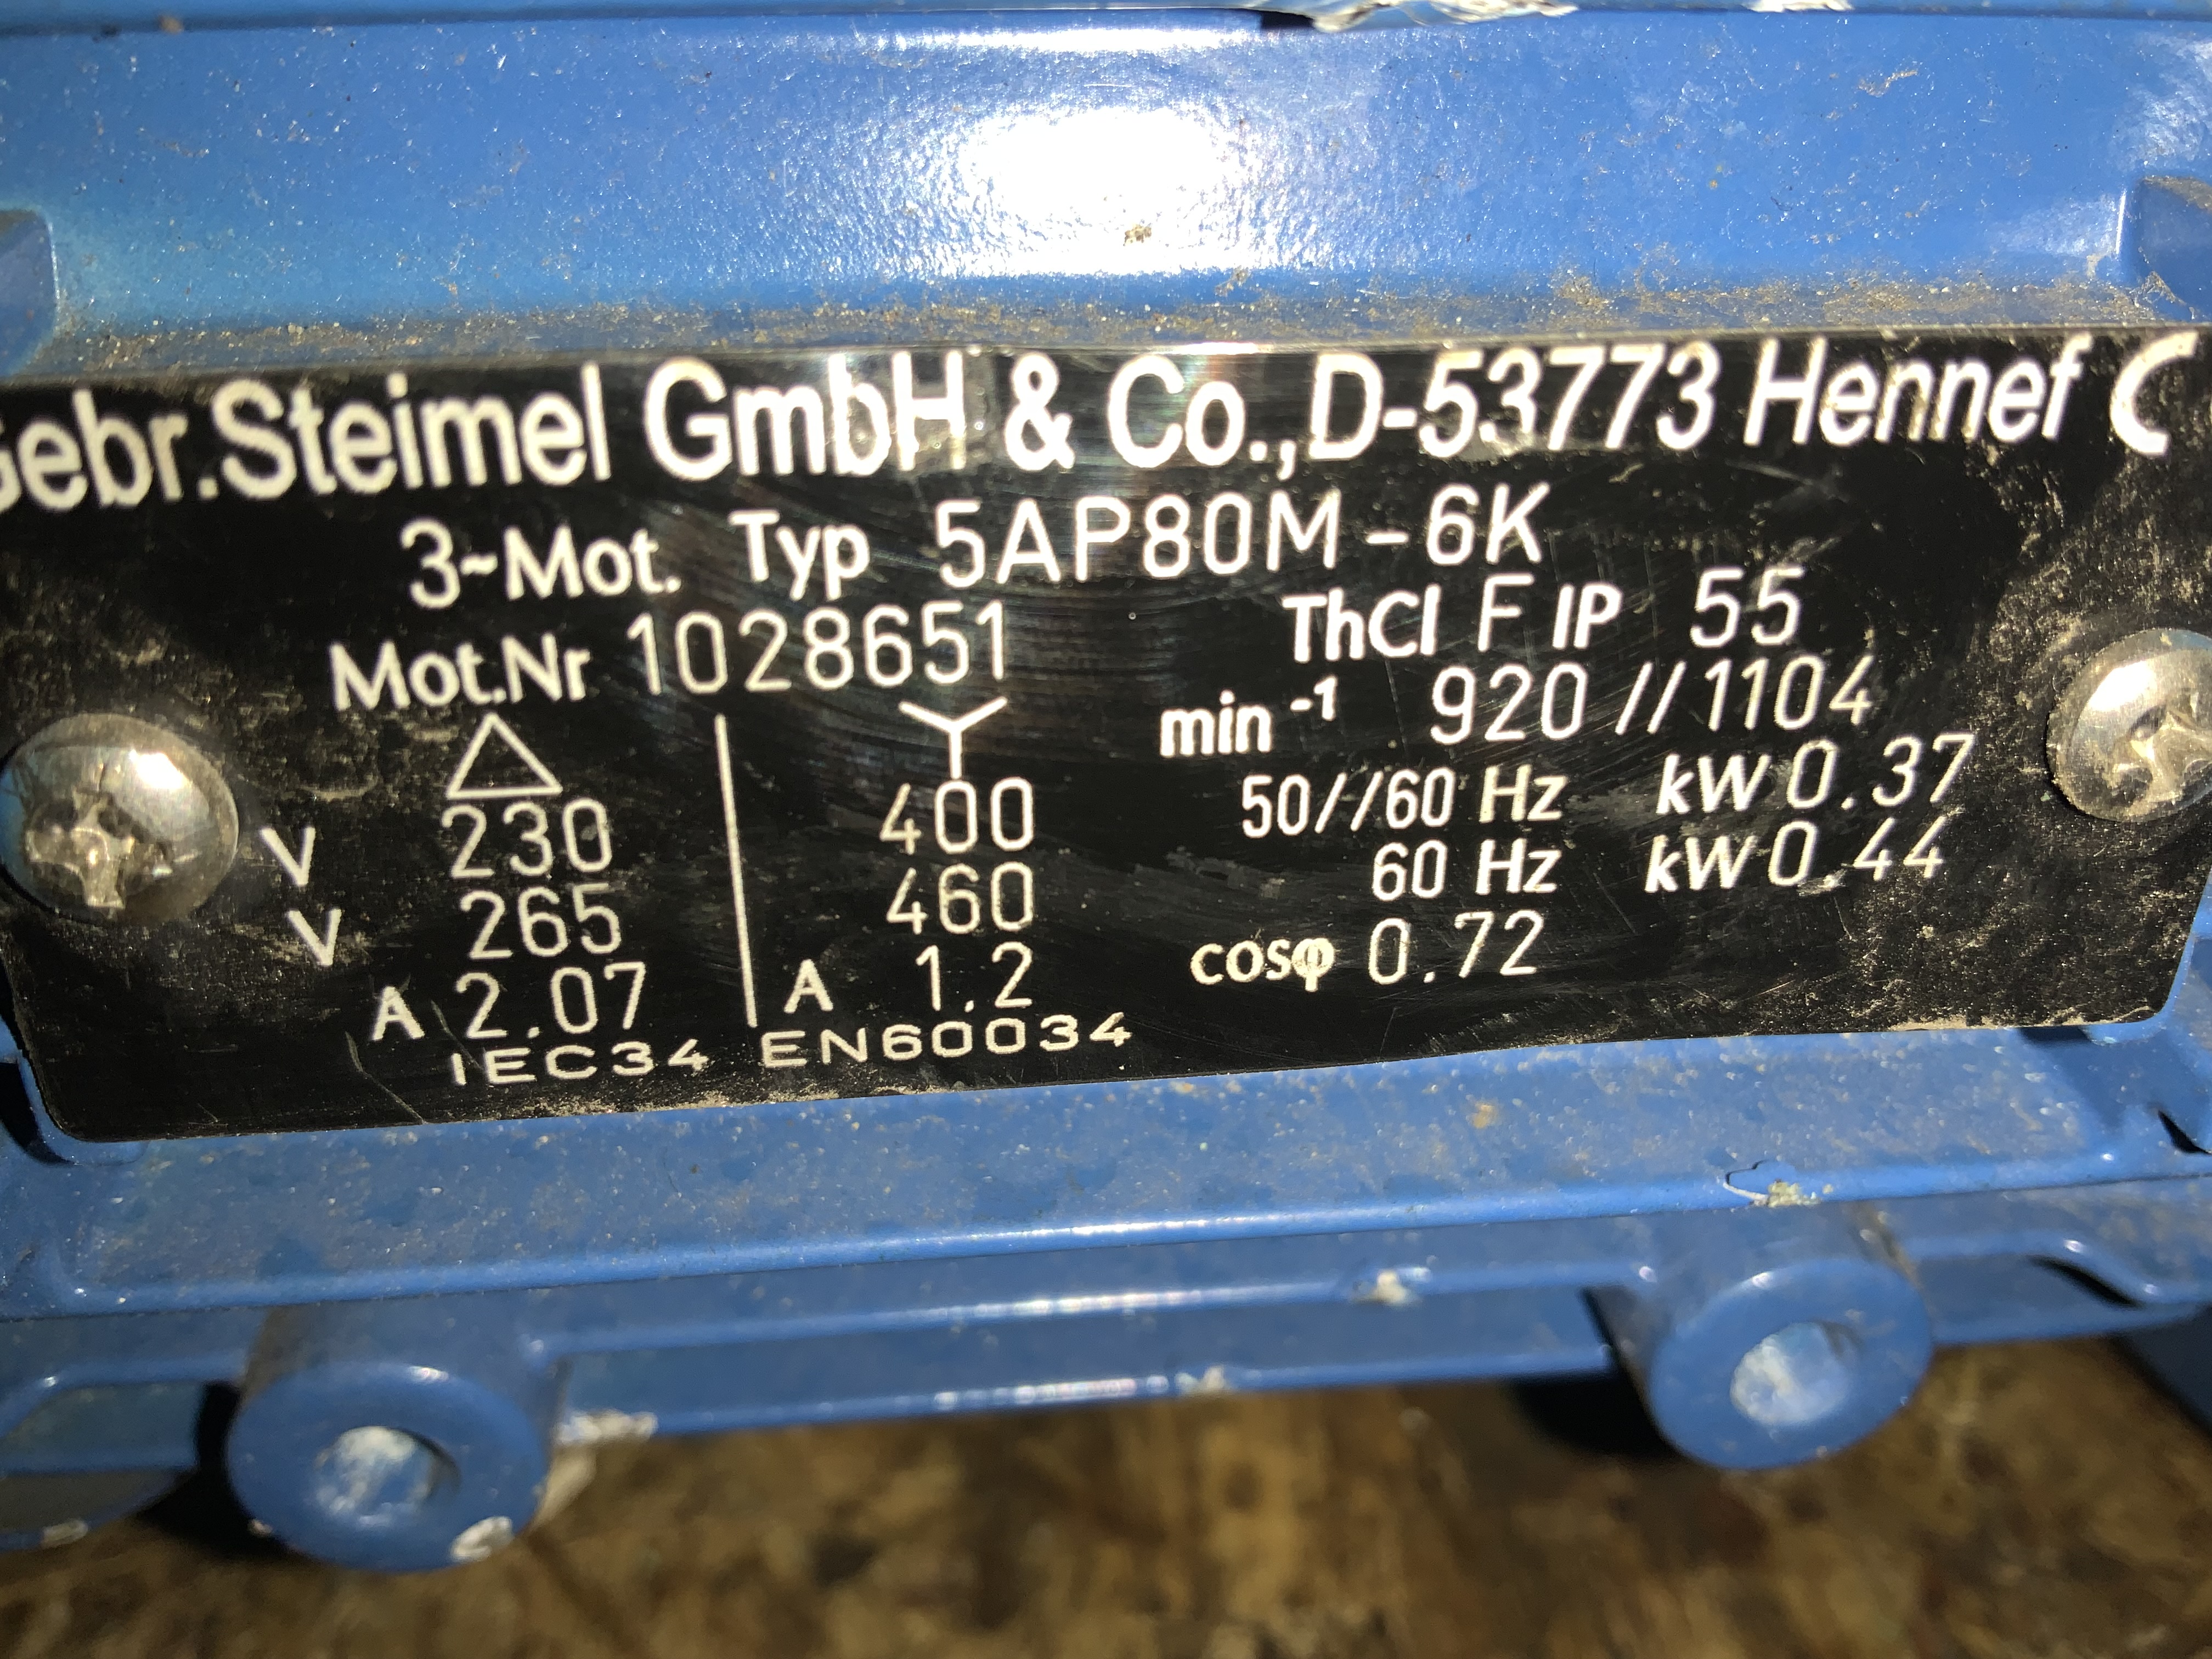 Gebr.Steimel GmbH & Co.,D-53773 Hennef C
3~Mot. Typ 5AP80M-6K
Mot.Nr 1028651 ThCl F IP 55
△ Y min⁻¹ 920//1104
V 230 400 50//60 Hz kW 0.37
V 265 460 60 Hz kW 0.44
A 2.07 A 1.2 cosφ 0.72
IEC34 EN60034